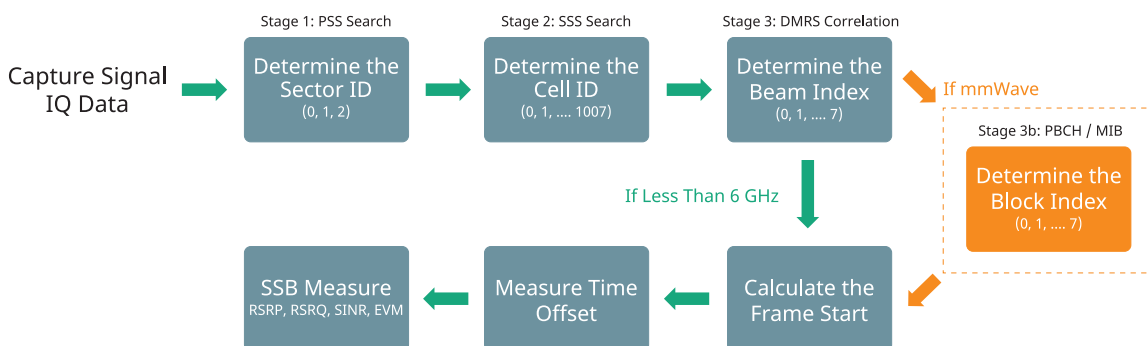 Stage 1: PSS Search
Stage 2: SSS Search
Stage 3: DMRS Correlation
Capture Signal
IQ Data
Determine the
Sector ID
(0, 1, 2)
Determine the
Cell ID
(0, 1, .... 1007)
Determine the
Beam Index
(0, 1, .... 7)
If mmWave
Stage 3b: PBCH / MIB
Determine the
Block Index
(0, 1, .... 7)
If Less Than 6 GHz
SSB Measure
RSRP, RSRQ, SINR, EVM
Measure Time
Offset
Calculate the
Frame Start